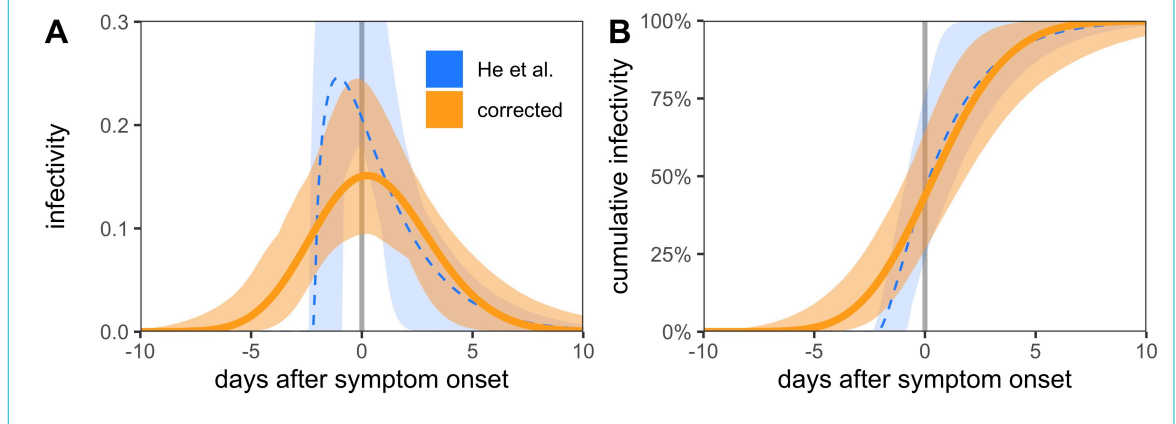 A
B
0.3
0.2
0.1
0.0
infectivity
He et al.
corrected
-10 -5 0 5 10
days after symptom onset
100%
75%
50%
25%
0%
cumulative infectivity
-10 -5 0 5 10
days after symptom onset